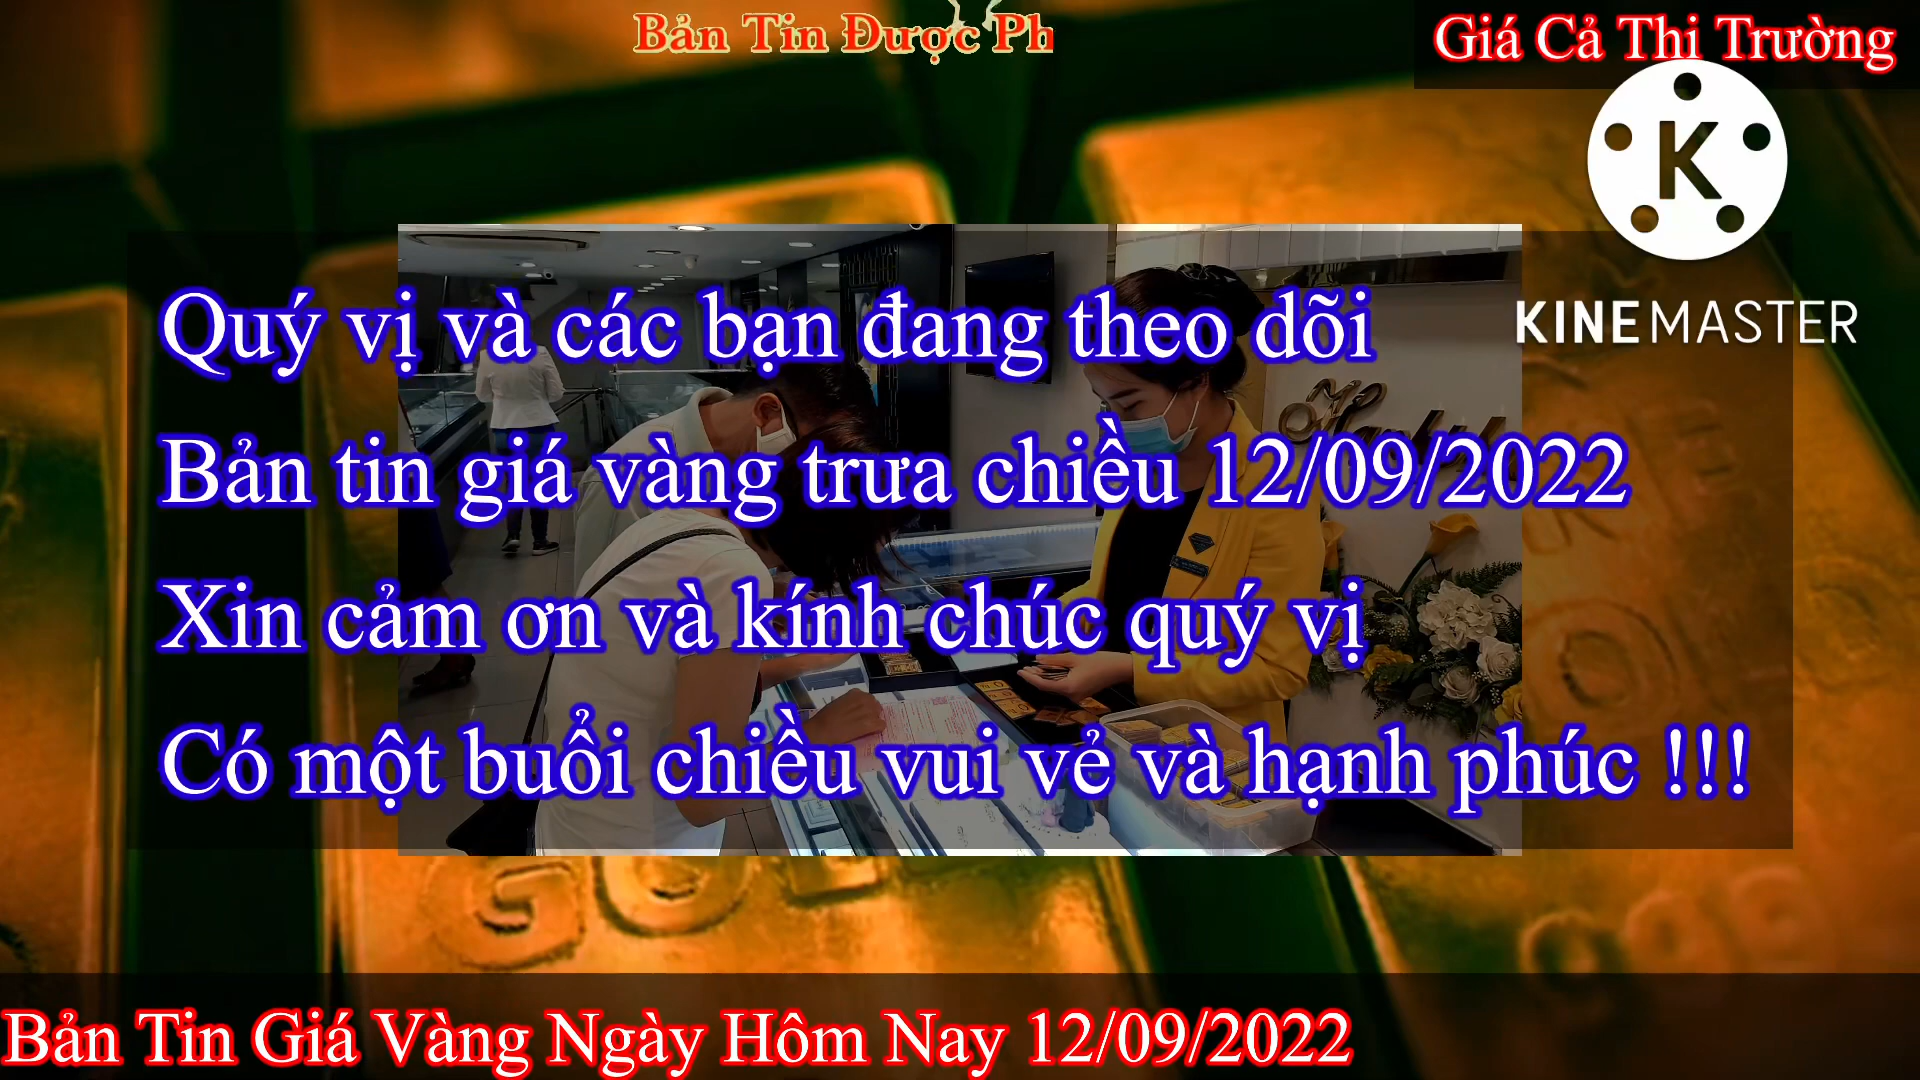 Bản Tin Được Ph
Giá Cả Thi Trường
K
KINEMASTER
Quý vị và các bạn đang theo dõi
Bản tin giá vàng trưa chiều 12/09/2022
Xin cảm ơn và kính chúc quý vị
Có một buổi chiều vui vẻ và hạnh phúc !!!
GOLD
Bản Tin Giá Vàng Ngày Hôm Nay 12/09/2022